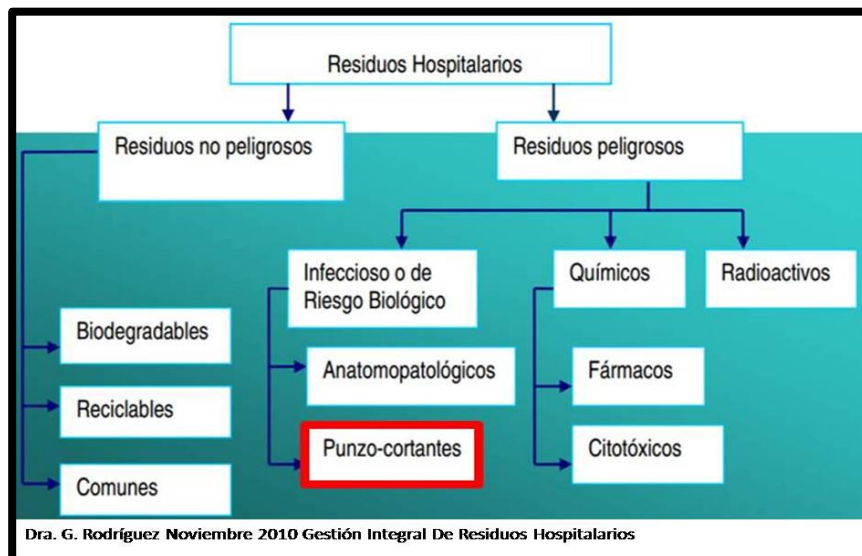 Residuos Hospitalarios
Residuos no peligrosos
Residuos peligrosos
Infeccioso o de
Riesgo Biológico
Químicos
Radioactivos
Biodegradables
Anatomopatológicos
Fármacos
Reciclables
Punzo-cortantes
Citotóxicos
Comunes
Dra. G. Rodríguez Noviembre 2010 Gestión Integral De Residuos Hospitalarios